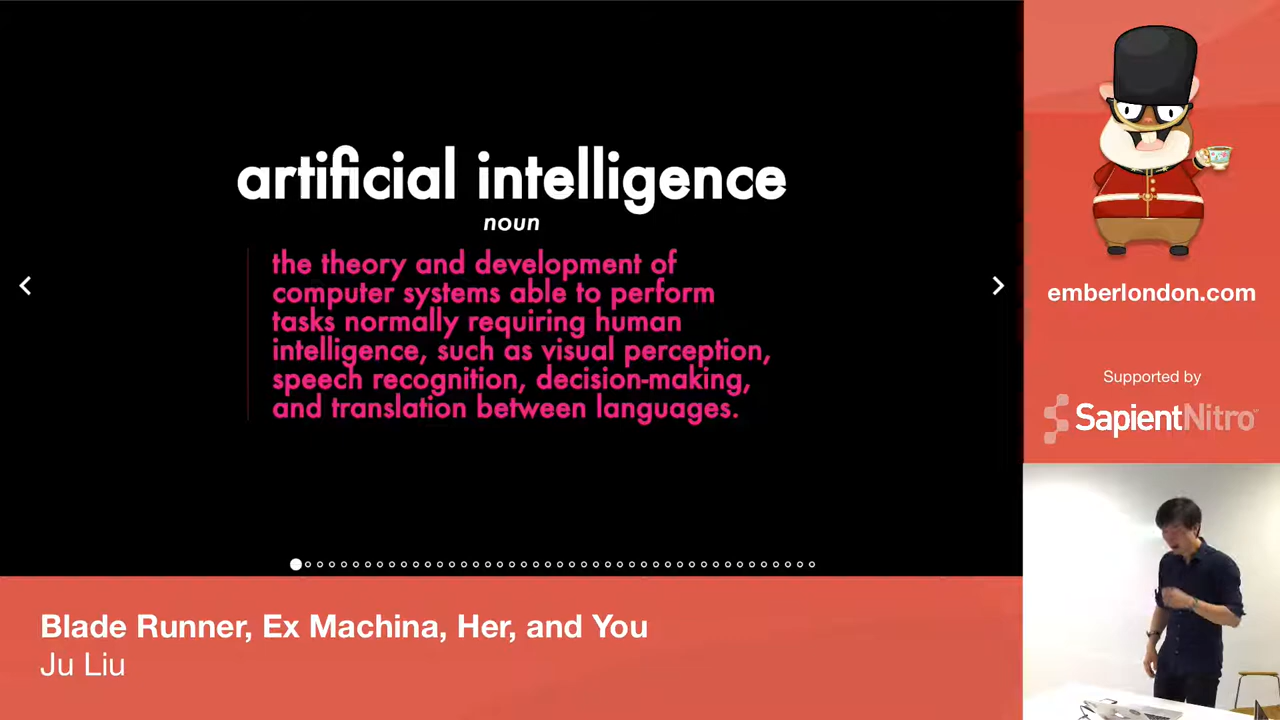 artificial intelligence
noun
the theory and development of
computer systems able to perform
tasks normally requiring human
intelligence, such as visual perception,
speech recognition, decision-making,
and translation between languages.
emberlondon.com
Supported by
SapientNitro
Blade Runner, Ex Machina, Her, and You
Ju Liu